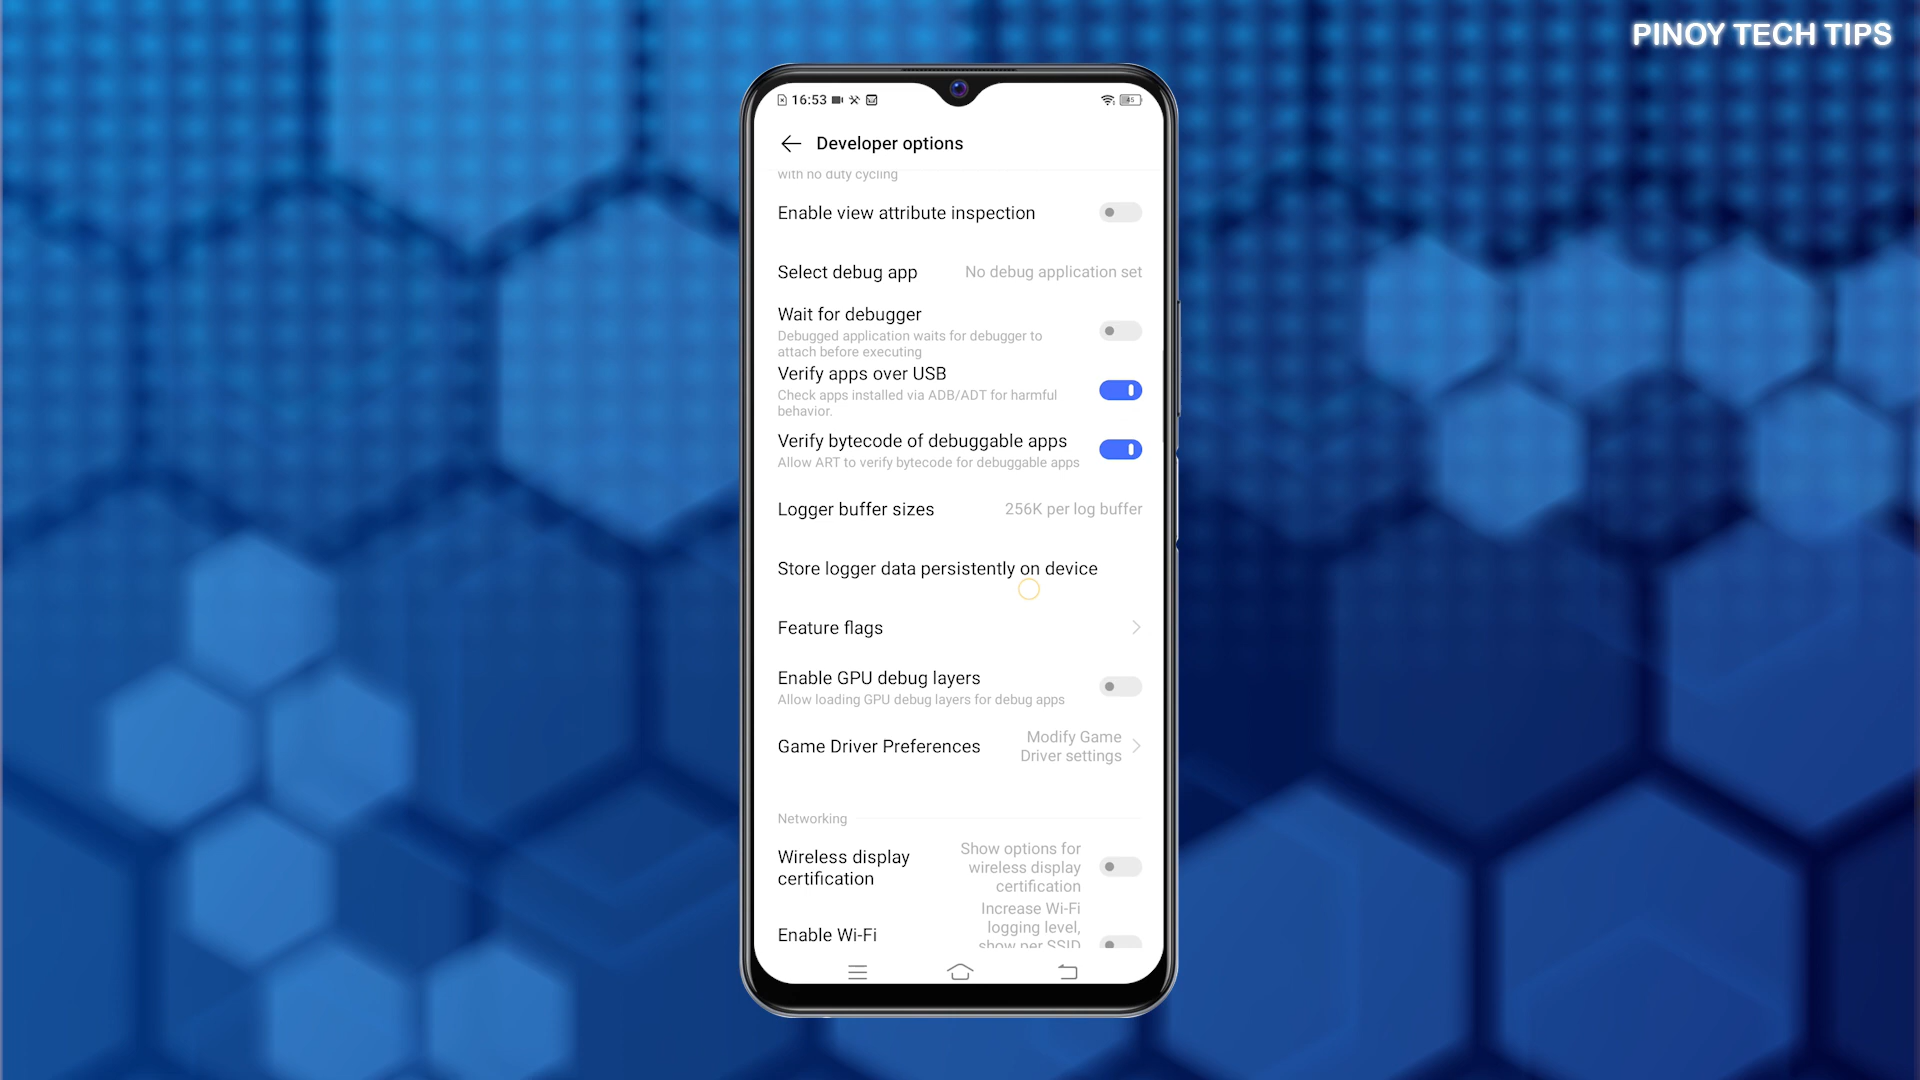 PINOY TECH TIPS
16:53
45
Developer options
with no duty cycling
Enable view attribute inspection
Select debug app
No debug application set
Wait for debugger
Debugged application waits for debugger to
attach before executing
Verify apps over USB
Check apps installed via ADB/ADT for harmful
behavior.
Verify bytecode of debuggable apps
Allow ART to verify bytecode for debuggable apps
Logger buffer sizes
256K per log buffer
Store logger data persistently on device
Feature flags
Enable GPU debug layers
Allow loading GPU debug layers for debug apps
Game Driver Preferences
Modify Game
Driver settings
Networking
Wireless display
certification
Show options for
wireless display
certification
Enable Wi-Fi
Increase Wi-Fi
logging level,
show per SSID